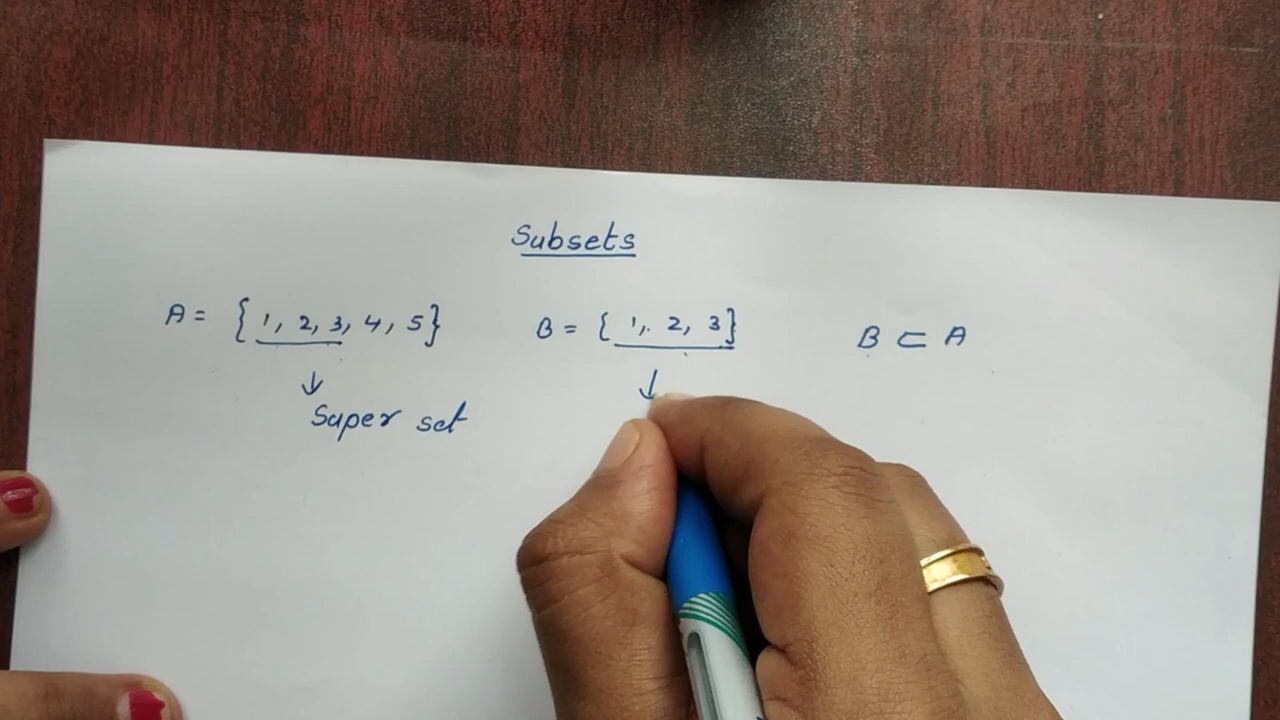 Subsets
A = { 1, 2, 3, 4, 5} B = { 1, 2, 3} B ⊂ A
↓ ↓
Super set